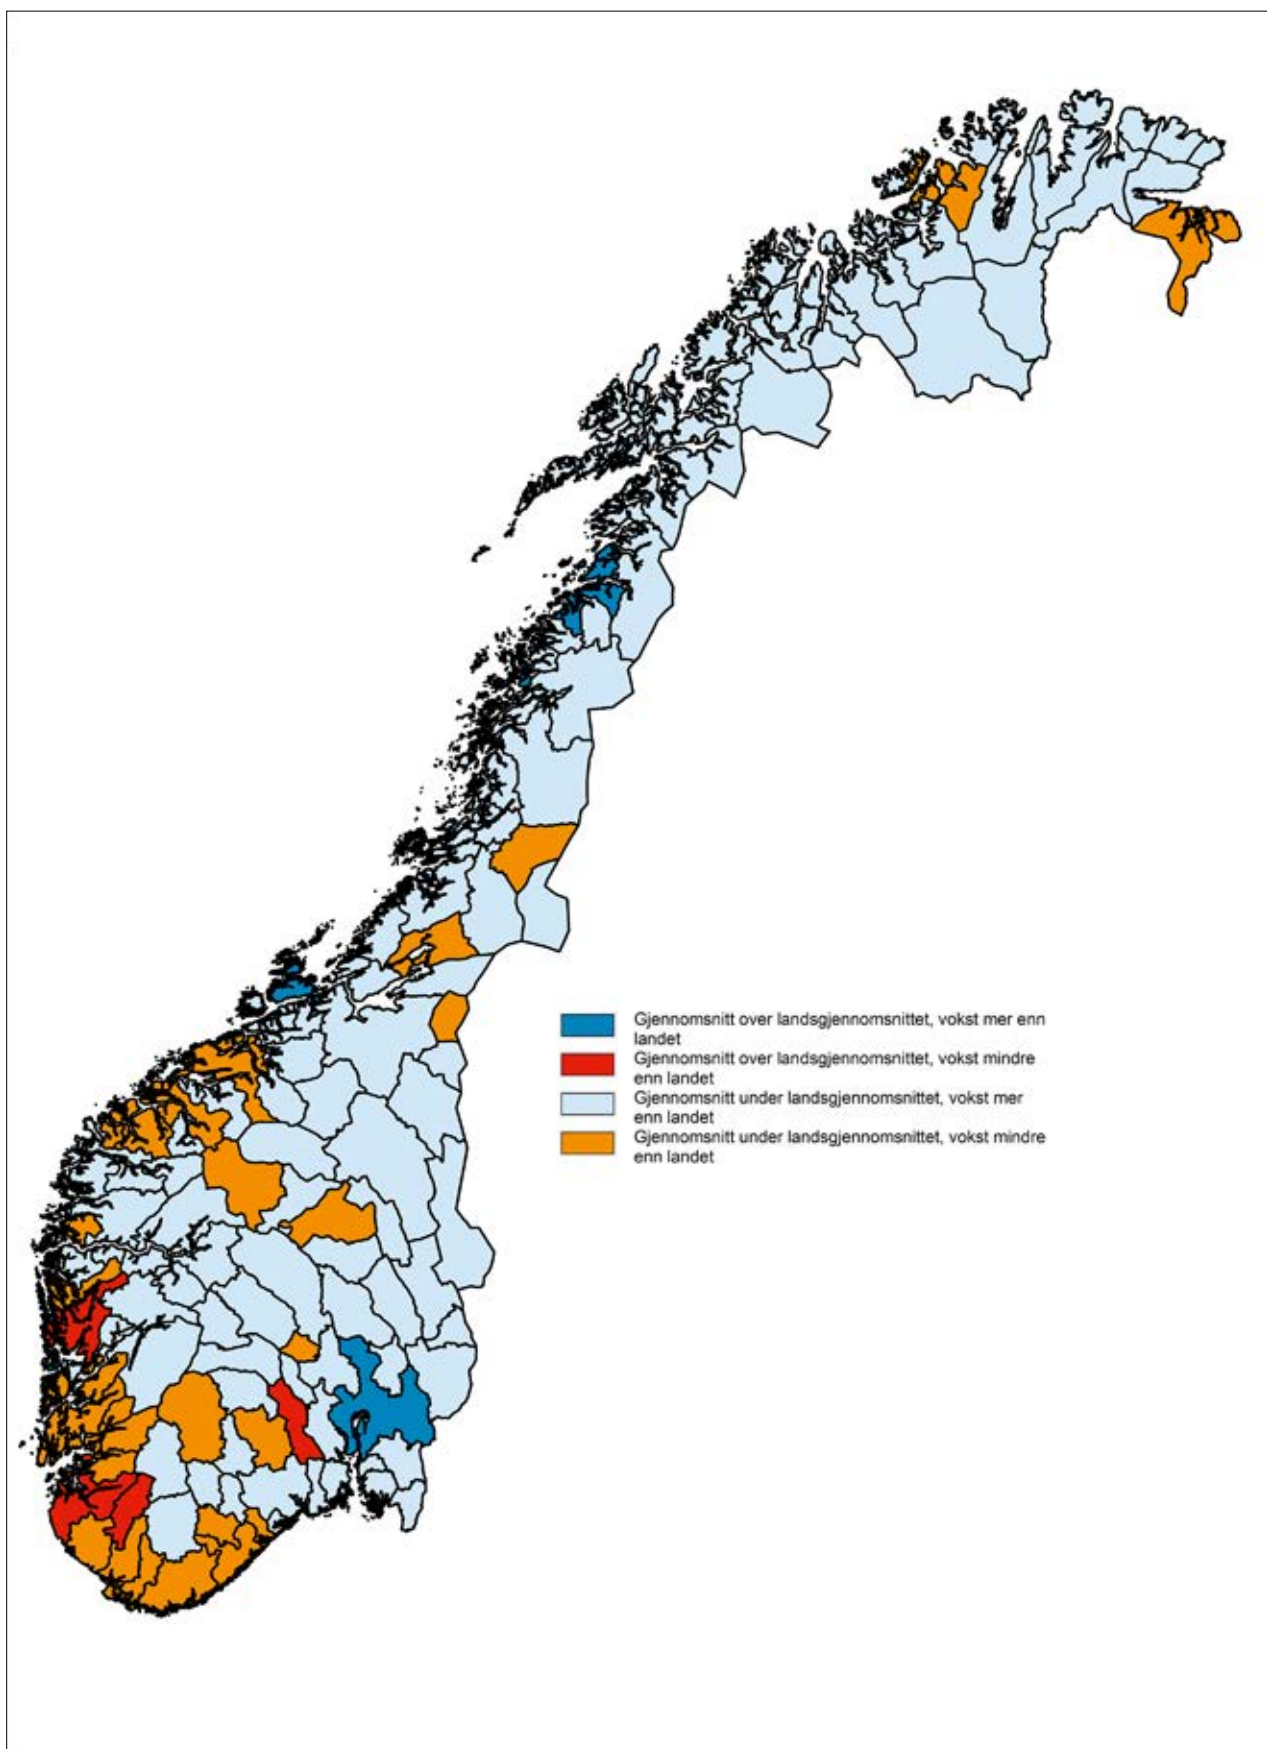 Gjennomsnitt over landsgjennomsnittet, vokst mer enn
landet
Gjennomsnitt over landsgjennomsnittet, vokst mindre
enn landet
Gjennomsnitt under landsgjennomsnittet, vokst mer
enn landet
Gjennomsnitt under landsgjennomsnittet, vokst mindre
enn landet